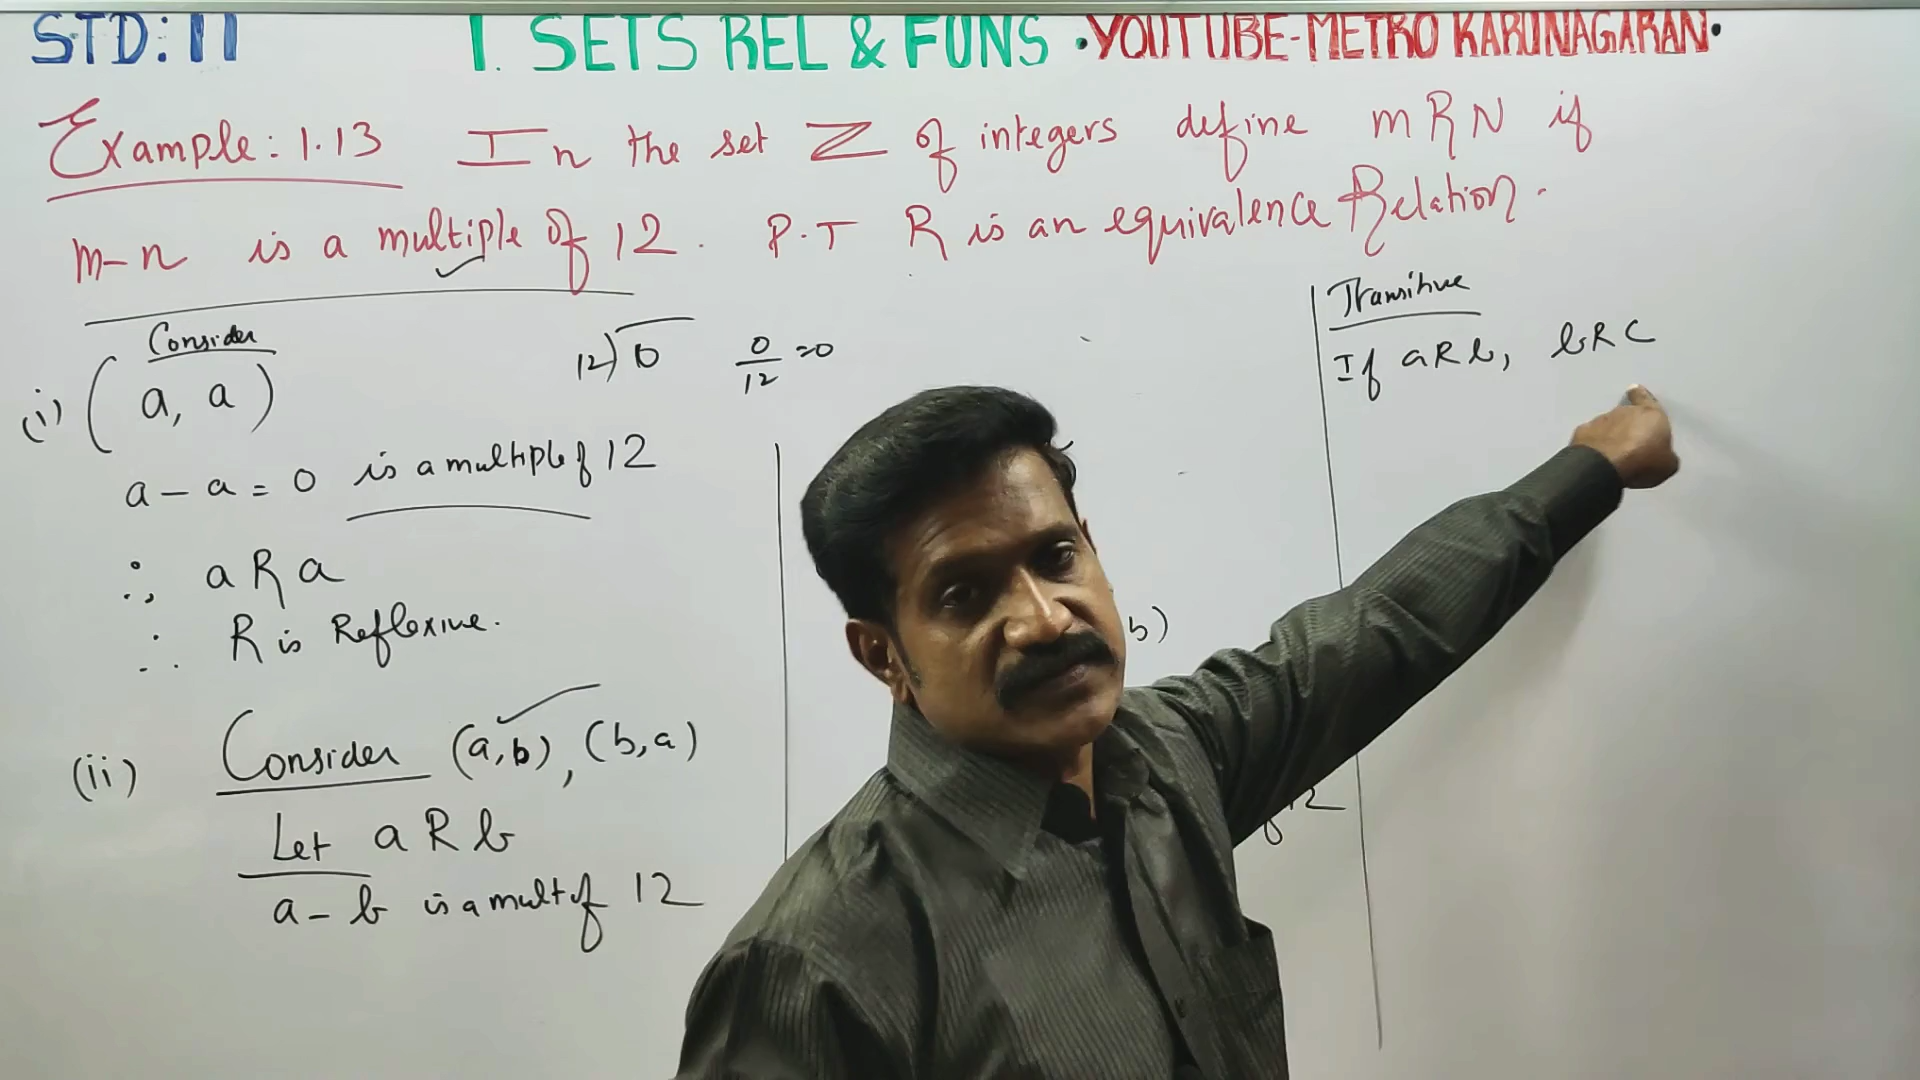 STD: 11 1. SETS REL & FUNS •YOUTUBE-METRO KARUNAGARAN•
Example: 1.13 In the set Z of integers define mRN if
m-n is a multiple of 12. P.T R is an equivalence Relation.
Consider
(i) (a, a)
12)0 0/12 =0
a - a = 0 is a multiple of 12
∴ a R a
∴ R is Reflexive.
(ii) Consider (a,b), (b,a)
Let a R b
a - b is a mult of 12
b)
of 12
Transitive
If aRb, bRC